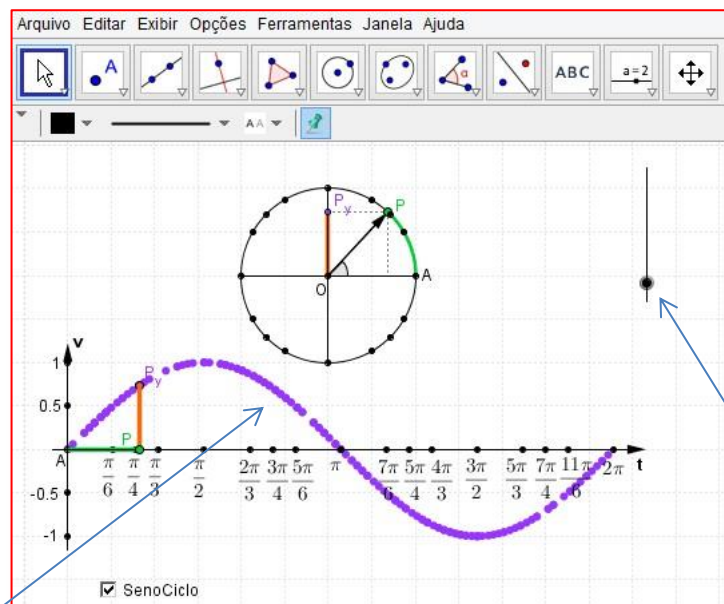 Arquivo Editar Exibir Opções Ferramentas Janela Ajuda
A
α
ABC
a=2
A A
P_y
P
O
A
v
1
P_y
0.5
P
A
π/6 π/4 π/3 π/2 2π/3 3π/4 5π/6 π 7π/6 5π/4 4π/3 3π/2 5π/3 7π/4 11π/6 2π
t
-0.5
-1
SenoCiclo